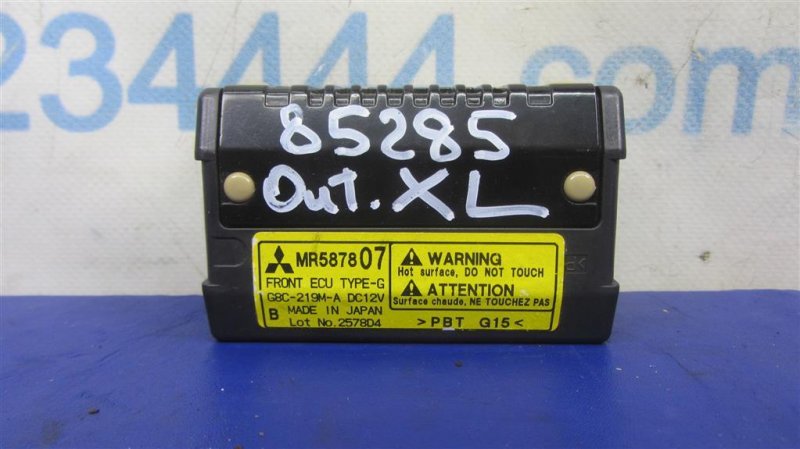 234444.com.
85285
Out. XL
MR587807
FRONT ECU TYPE-G
G8C-219M-A DC12V
B MADE IN JAPAN
Lot No.2578D4
WARNING
Hot surface, DO NOT TOUCH
ATTENTION
Surface chaude, NE TOUCHEZ PAS
>PBT G15<